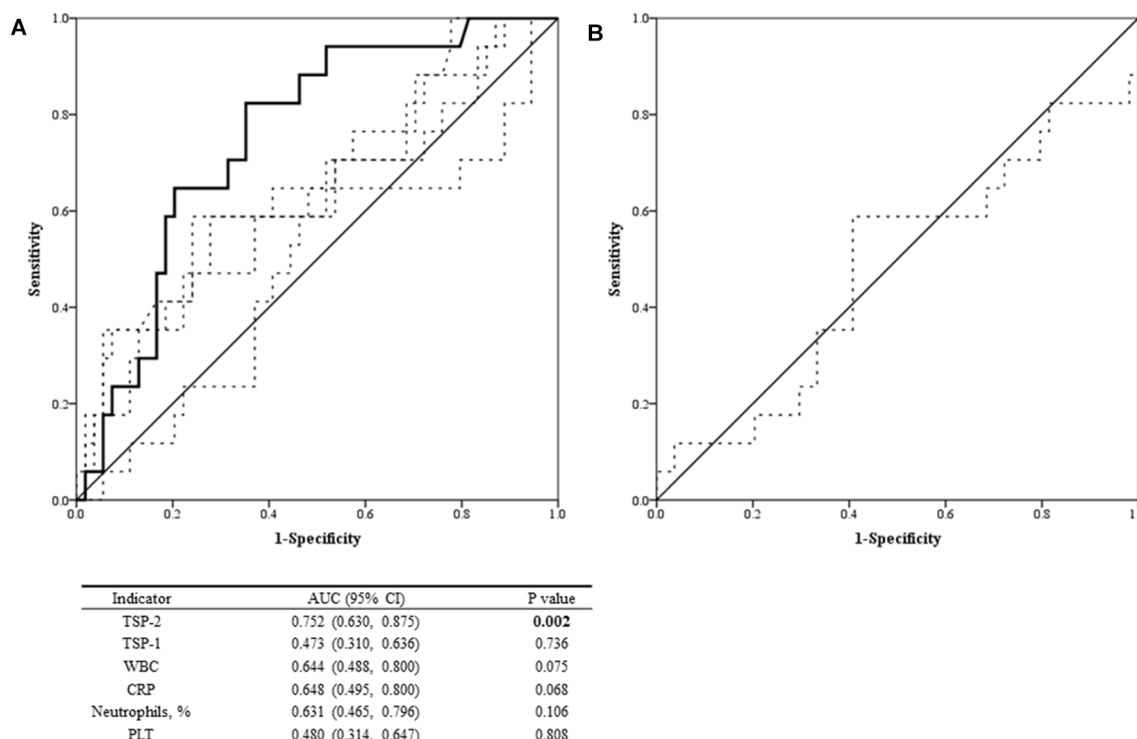 A
B
1.0
0.8
0.6
0.4
0.2
0.0
Sensitivity
0.0 0.2 0.4 0.6 0.8 1.0
1-Specificity
1.0
0.8
0.6
0.4
0.2
0.0
Sensitivity
0.0 0.2 0.4 0.6 0.8
1-Specificity
Indicator AUC (95% CI) P value
TSP-2 0.752 (0.630, 0.875) 0.002
TSP-1 0.473 (0.310, 0.636) 0.736
WBC 0.644 (0.488, 0.800) 0.075
CRP 0.648 (0.495, 0.800) 0.068
Neutrophils, % 0.631 (0.465, 0.796) 0.106
PLT 0.480 (0.314, 0.647) 0.808